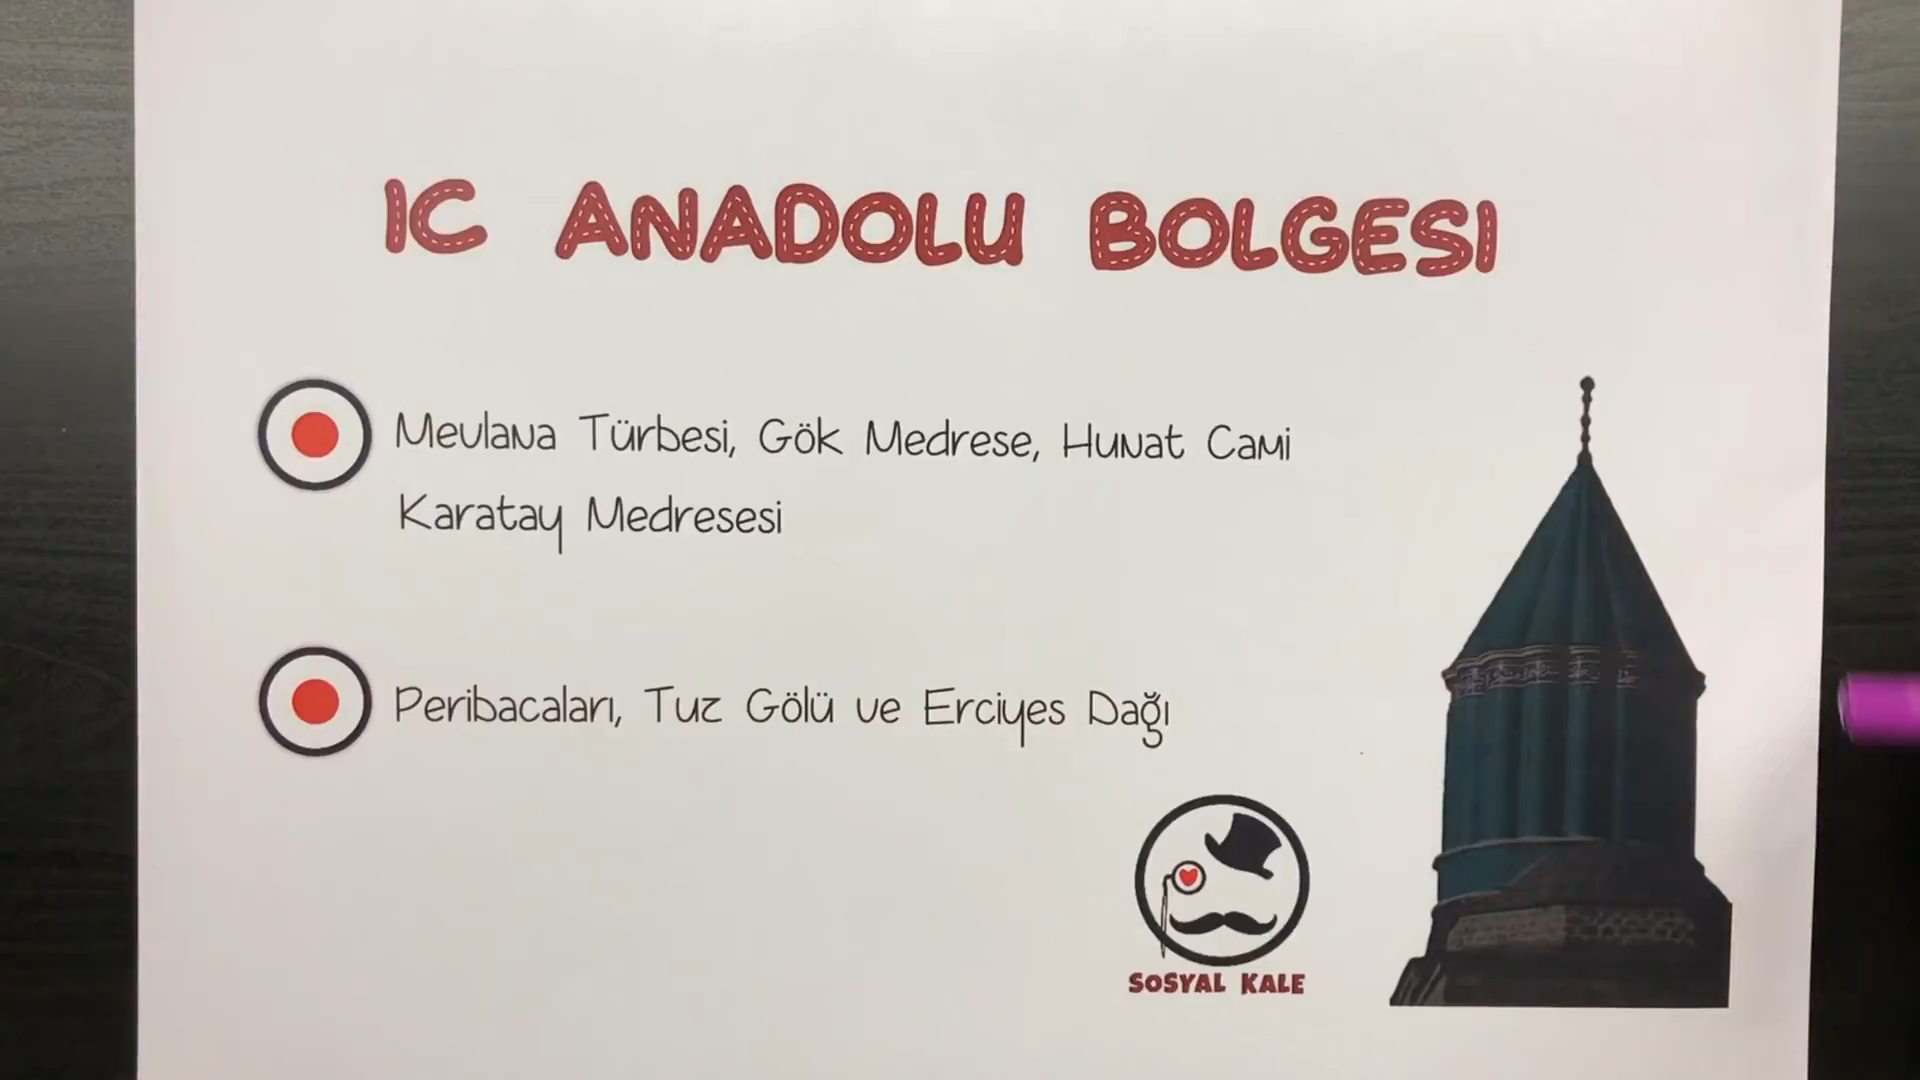 IC ANADOLU BOLGESI
Mevlana Türbesi, Gök Medrese, Hunat Cami
Karatay Medresesi
Peribacaları, Tuz Gölü ve Erciyes Dağı
SOSYAL KALE